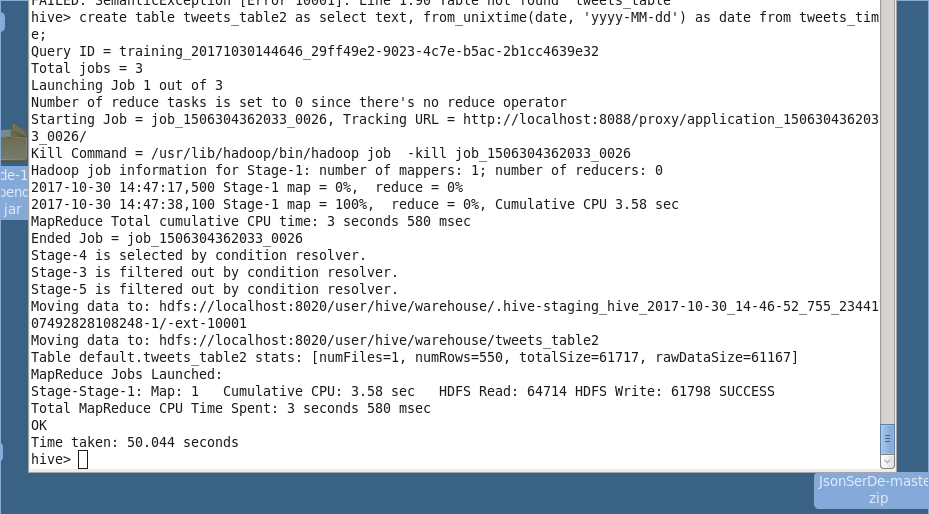 FAILED: SemanticException [Error 10001]: Line 1:90 Table not found 'tweets_table'
hive> create table tweets_table2 as select text, from_unixtime(date, 'yyyy-MM-dd') as date from tweets_tim
e;
Query ID = training_20171030144646_29ff49e2-9023-4c7e-b5ac-2b1cc4639e32
Total jobs = 3
Launching Job 1 out of 3
Number of reduce tasks is set to 0 since there's no reduce operator
Starting Job = job_1506304362033_0026, Tracking URL = http://localhost:8088/proxy/application_150630436203
3_0026/
Kill Command = /usr/lib/hadoop/bin/hadoop job  -kill job_1506304362033_0026
Hadoop job information for Stage-1: number of mappers: 1; number of reducers: 0
2017-10-30 14:47:17,500 Stage-1 map = 0%,  reduce = 0%
2017-10-30 14:47:38,100 Stage-1 map = 100%,  reduce = 0%, Cumulative CPU 3.58 sec
MapReduce Total cumulative CPU time: 3 seconds 580 msec
Ended Job = job_1506304362033_0026
Stage-4 is selected by condition resolver.
Stage-3 is filtered out by condition resolver.
Stage-5 is filtered out by condition resolver.
Moving data to: hdfs://localhost:8020/user/hive/warehouse/.hive-staging_hive_2017-10-30_14-46-52_755_23441
07492828108248-1/-ext-10001
Moving data to: hdfs://localhost:8020/user/hive/warehouse/tweets_table2
Table default.tweets_table2 stats: [numFiles=1, numRows=550, totalSize=61717, rawDataSize=61167]
MapReduce Jobs Launched:
Stage-Stage-1: Map: 1   Cumulative CPU: 3.58 sec   HDFS Read: 64714 HDFS Write: 61798 SUCCESS
Total MapReduce CPU Time Spent: 3 seconds 580 msec
OK
Time taken: 50.044 seconds
hive>
de-1
pend
jar
JsonSerDe-maste
zip